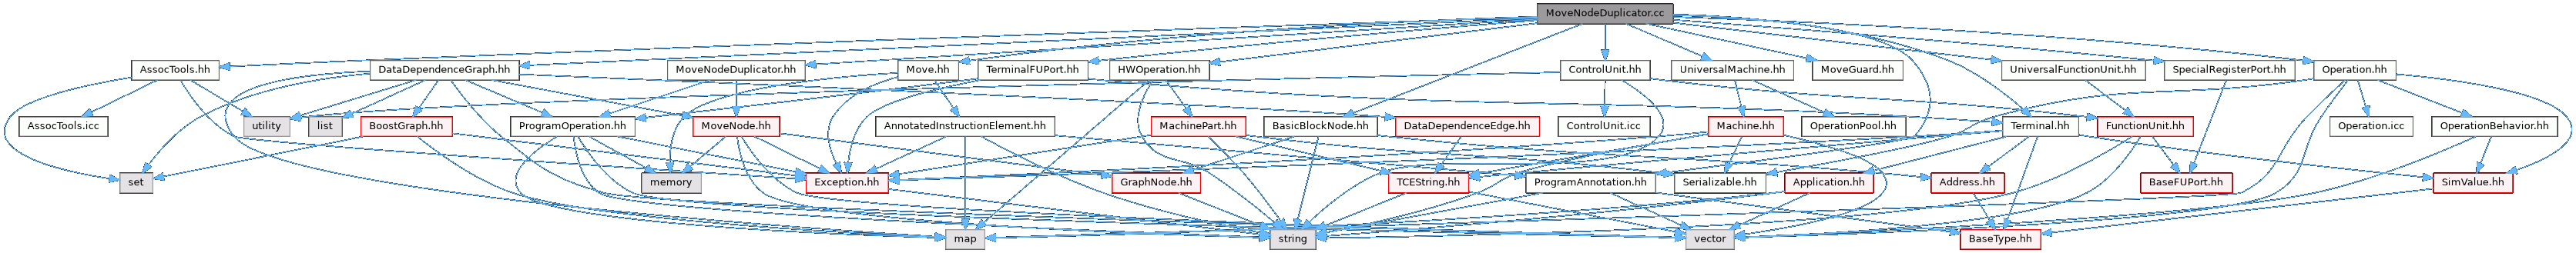 MoveNodeDuplicator.cc
AssocTools.hh
DataDependenceGraph.hh
MoveNodeDuplicator.hh
Move.hh
TerminalFUPort.hh
HWOperation.hh
ControlUnit.hh
UniversalMachine.hh
MoveGuard.hh
UniversalFunctionUnit.hh
SpecialRegisterPort.hh
Operation.hh
AssocTools.icc
utility
list
BoostGraph.hh
ProgramOperation.hh
MoveNode.hh
AnnotatedInstructionElement.hh
MachinePart.hh
BasicBlockNode.hh
DataDependenceEdge.hh
ControlUnit.icc
Machine.hh
OperationPool.hh
Terminal.hh
FunctionUnit.hh
Operation.icc
OperationBehavior.hh
set
memory
Exception.hh
GraphNode.hh
TCEString.hh
ProgramAnnotation.hh
Serializable.hh
Application.hh
Address.hh
BaseFUPort.hh
SimValue.hh
map
string
vector
BaseType.hh